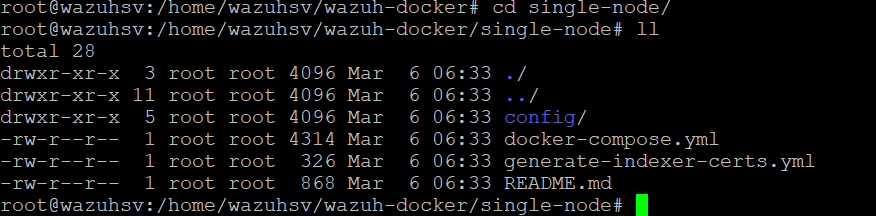 root@wazuhsv:/home/wazuhsv/wazuh-docker# cd single-node/
root@wazuhsv:/home/wazuhsv/wazuh-docker/single-node# ll
total 28
drwxr-xr-x  3 root root 4096 Mar  6 06:33 ./
drwxr-xr-x 11 root root 4096 Mar  6 06:33 ../
drwxr-xr-x  5 root root 4096 Mar  6 06:33 config/
-rw-r--r--  1 root root 4314 Mar  6 06:33 docker-compose.yml
-rw-r--r--  1 root root  326 Mar  6 06:33 generate-indexer-certs.yml
-rw-r--r--  1 root root  868 Mar  6 06:33 README.md
root@wazuhsv:/home/wazuhsv/wazuh-docker/single-node#